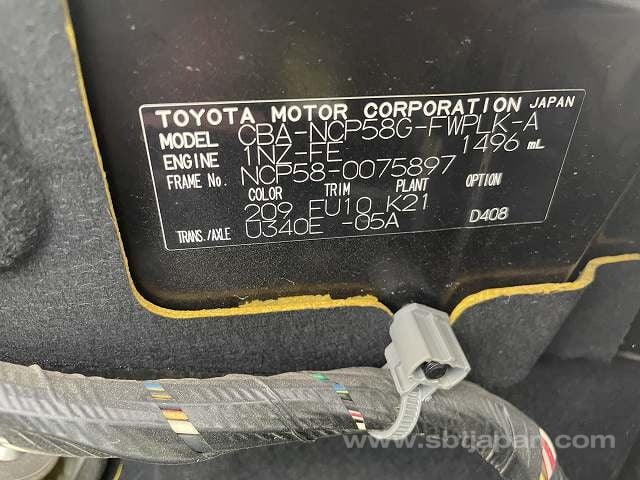 TOYOTA MOTOR CORPORATION JAPAN
MODEL CBA-NCP58G-FWPLK-A
ENGINE 1NZ-FE 1496 mL
FRAME No. NCP58-0075897
COLOR TRIM PLANT OPTION
209 FU10 K21
TRANS./AXLE U340E -05A D408
www.sbtjapan.com